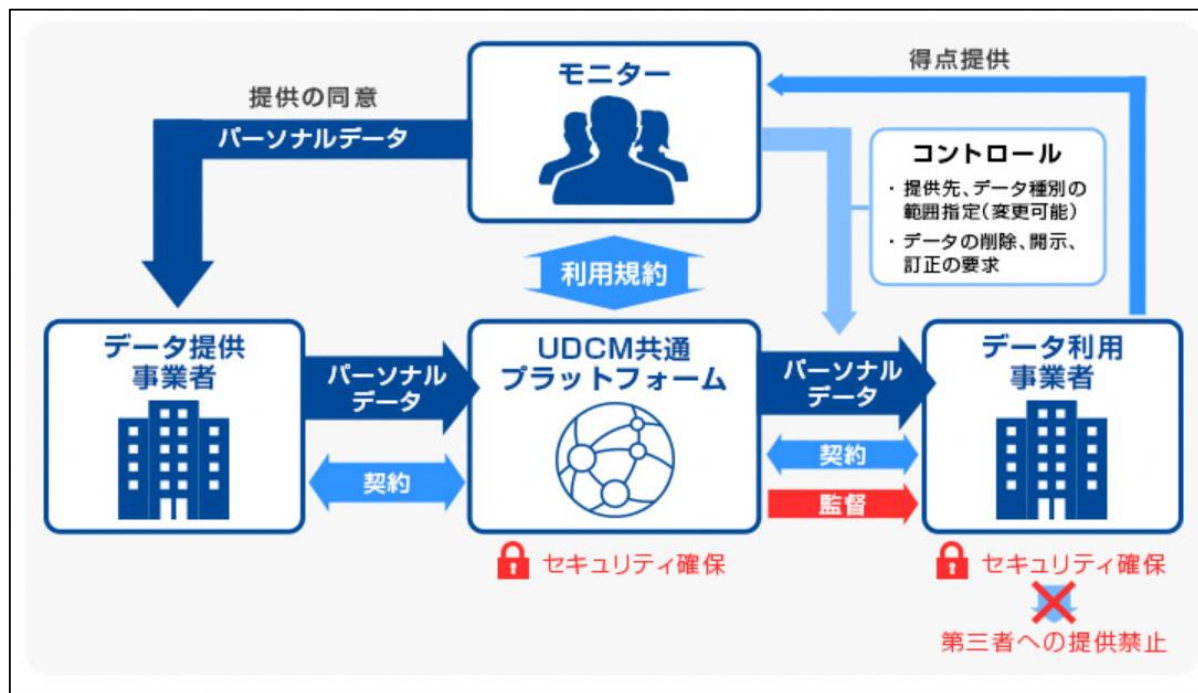 モニター
得点提供
提供の同意
パーソナルデータ
コントロール
・提供先、データ種別の
範囲指定(変更可能)
・データの削除、開示、
訂正の要求
利用規約
データ提供
事業者
パーソナル
データ
契約
UDCM共通
プラットフォーム
パーソナル
データ
契約
監督
データ利用
事業者
セキュリティ確保
セキュリティ確保
第三者への提供禁止